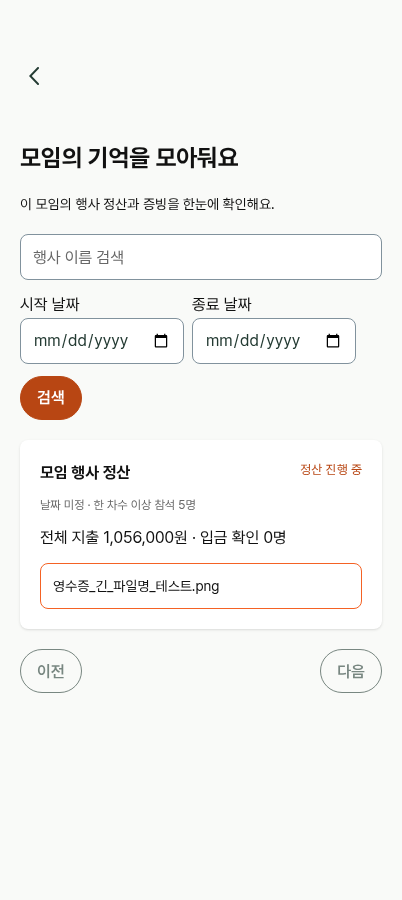 모임의 기억을 모아둬요
이 모임의 행사 정산과 증빙을 한눈에 확인해요.
행사 이름 검색
시작 날짜
종료 날짜
mm/dd/yyyy
mm/dd/yyyy
검색
모임 행사 정산
정산 진행 중
날짜 미정 · 한 차수 이상 참석 5명
전체 지출 1,056,000원 · 입금 확인 0명
영수증_긴_파일명_테스트.png
이전
다음